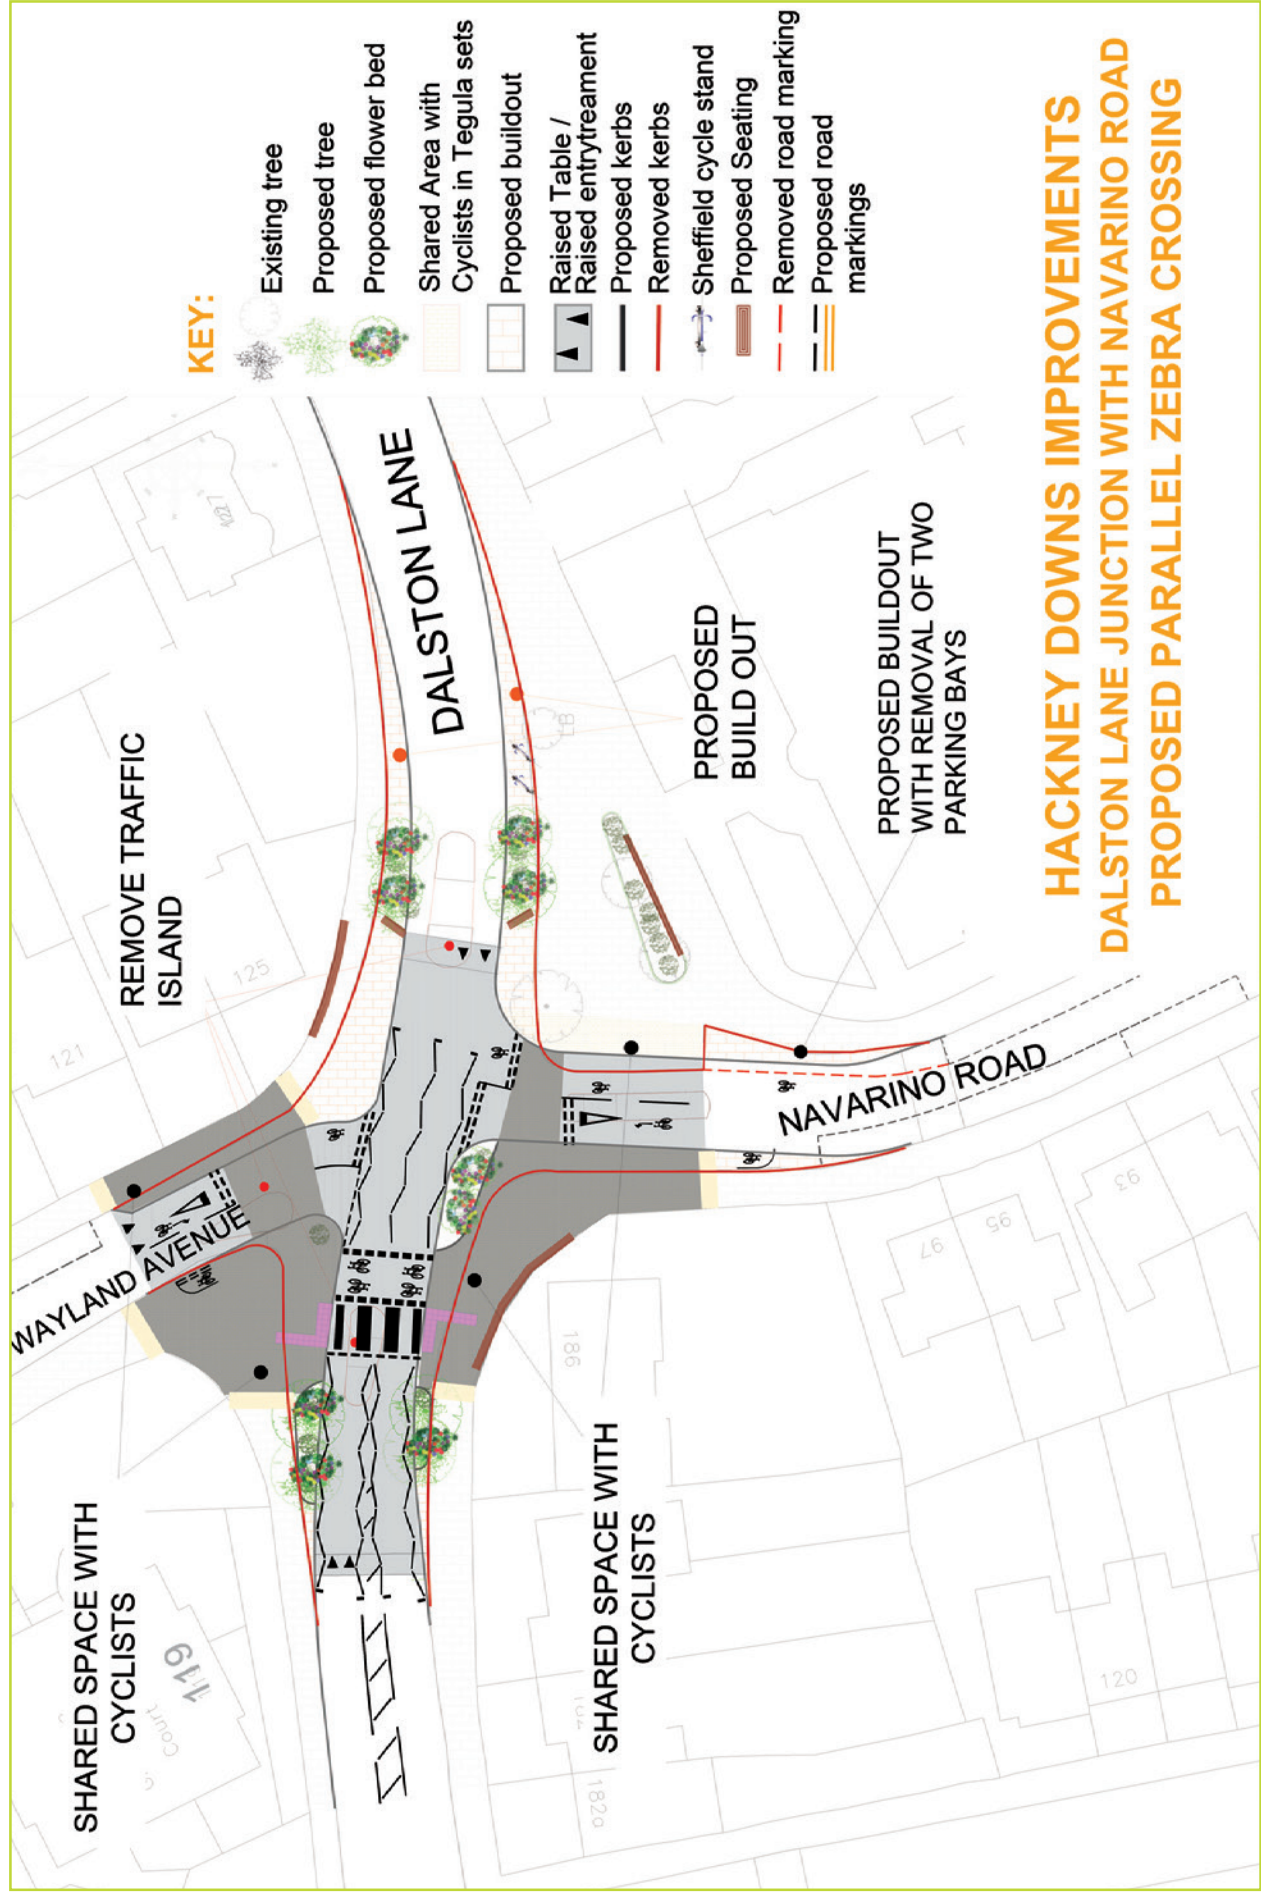 KEY:
Existing tree
Proposed tree
Proposed flower bed
Shared Area with
Cyclists in Tegula sets
Proposed buildout
Raised Table /
Raised entrytreament
Proposed kerbs
Removed kerbs
Sheffield cycle stand
Proposed Seating
Removed road marking
Proposed road
markings
REMOVE TRAFFIC
ISLAND
DALSTON LANE
PROPOSED
BUILD OUT
PROPOSED BUILDOUT
WITH REMOVAL OF TWO
PARKING BAYS
WAYLAND AVENUE
NAVARINO ROAD
SHARED SPACE WITH
CYCLISTS
SHARED SPACE WITH
CYCLISTS
121
125
119
Court
186
182a
97
95
93
120
HACKNEY DOWNS IMPROVEMENTS
DALSTON LANE JUNCTION WITH NAVARINO ROAD
PROPOSED PARALLEL ZEBRA CROSSING